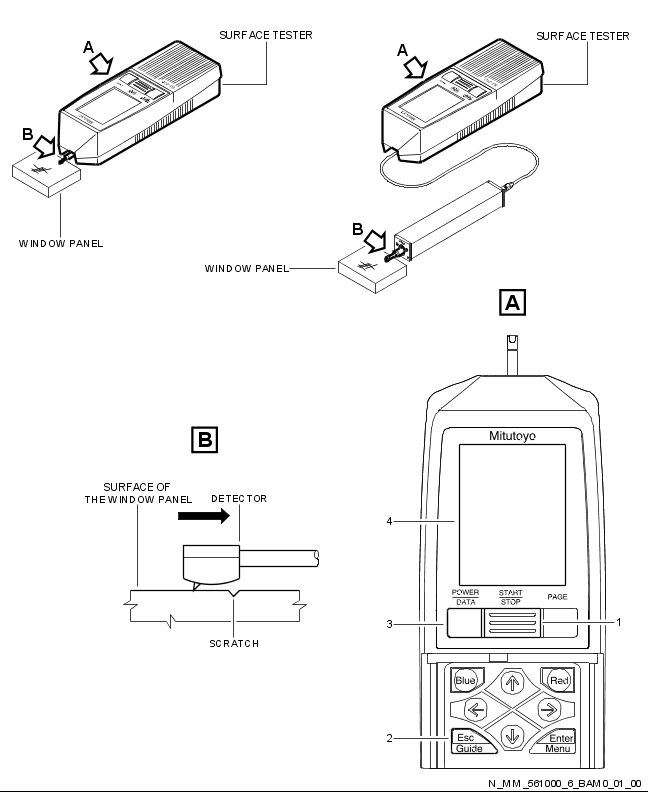 SURFACE TESTER
SURFACE TESTER
A
A
B
B
WINDOW PANEL
WINDOW PANEL
A
B
Mitutoyo
SURFACE OF
THE WINDOW PANEL
DETECTOR
4
POWER
DATA
START
STOP
PAGE
3
1
SCRATCH
Blue
Red
2
Esc
Guide
Enter
Menu
N_MM_561000_6_BAM0_01_00